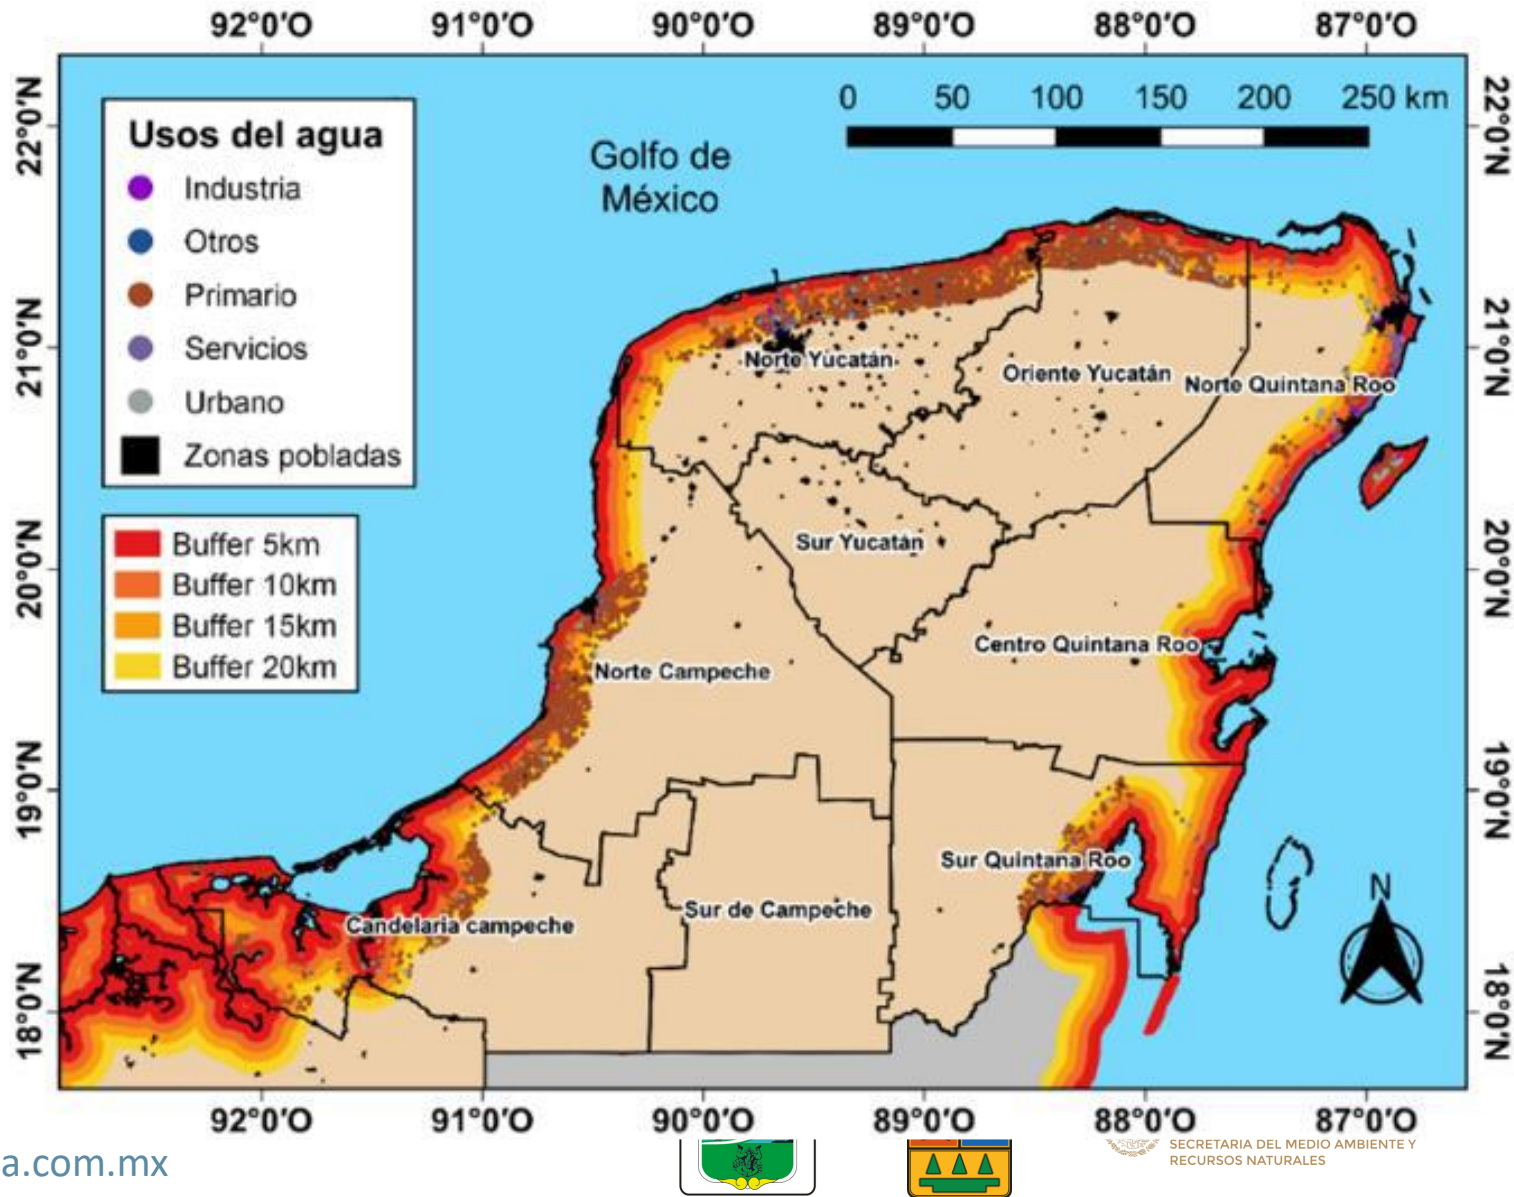 92°0'O 91°0'O 90°0'O 89°0'O 88°0'O 87°0'O
22°0'N
21°0'N
20°0'N
19°0'N
18°0'N
Usos del agua
Industria
Otros
Primario
Servicios
Urbano
Zonas pobladas
Buffer 5km
Buffer 10km
Buffer 15km
Buffer 20km
Golfo de
México
0 50 100 150 200 250 km
Norte Yucatán
Oriente Yucatán
Norte Quintana Roo
Sur Yucatán
Centro Quintana Roo
Norte Campeche
Sur Quintana Roo
Sur de Campeche
Candelaria campeche
N
22°0'N
21°0'N
20°0'N
19°0'N
18°0'N
92°0'O 91°0'O 90°0'O 89°0'O 88°0'O 87°0'O
a.com.mx
SECRETARIA DEL MEDIO AMBIENTE Y
RECURSOS NATURALES